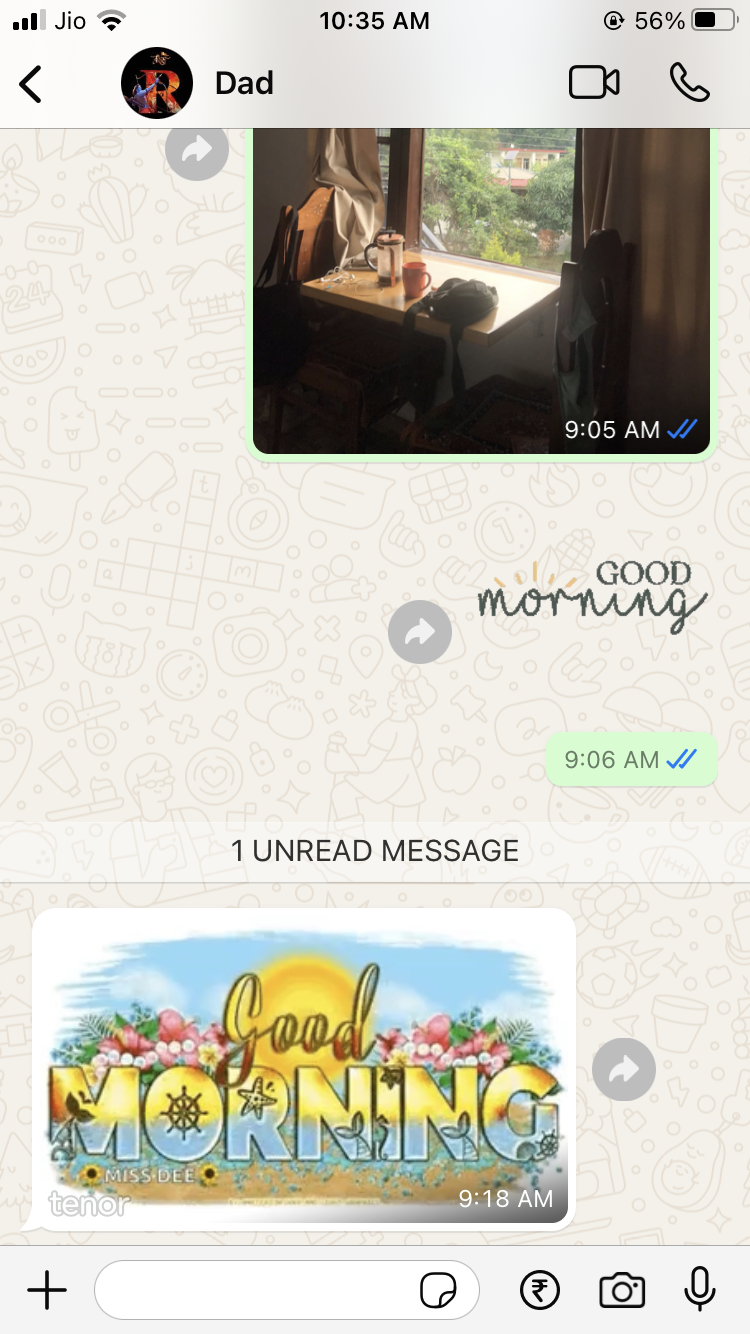 Jio 10:35 AM 56%
R Dad
9:05 AM
GOOD
morning
9:06 AM
1 UNREAD MESSAGE
Good
MORNING
MISS DEE
tenor
9:18 AM
₹